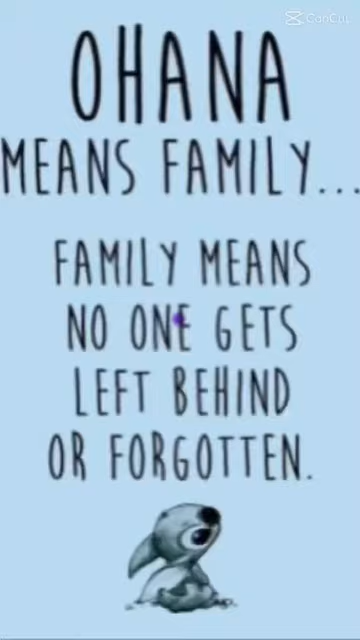 CapCut
OHANA
MEANS FAMILY...
FAMILY MEANS
NO ONE GETS
LEFT BEHIND
OR FORGOTTEN.